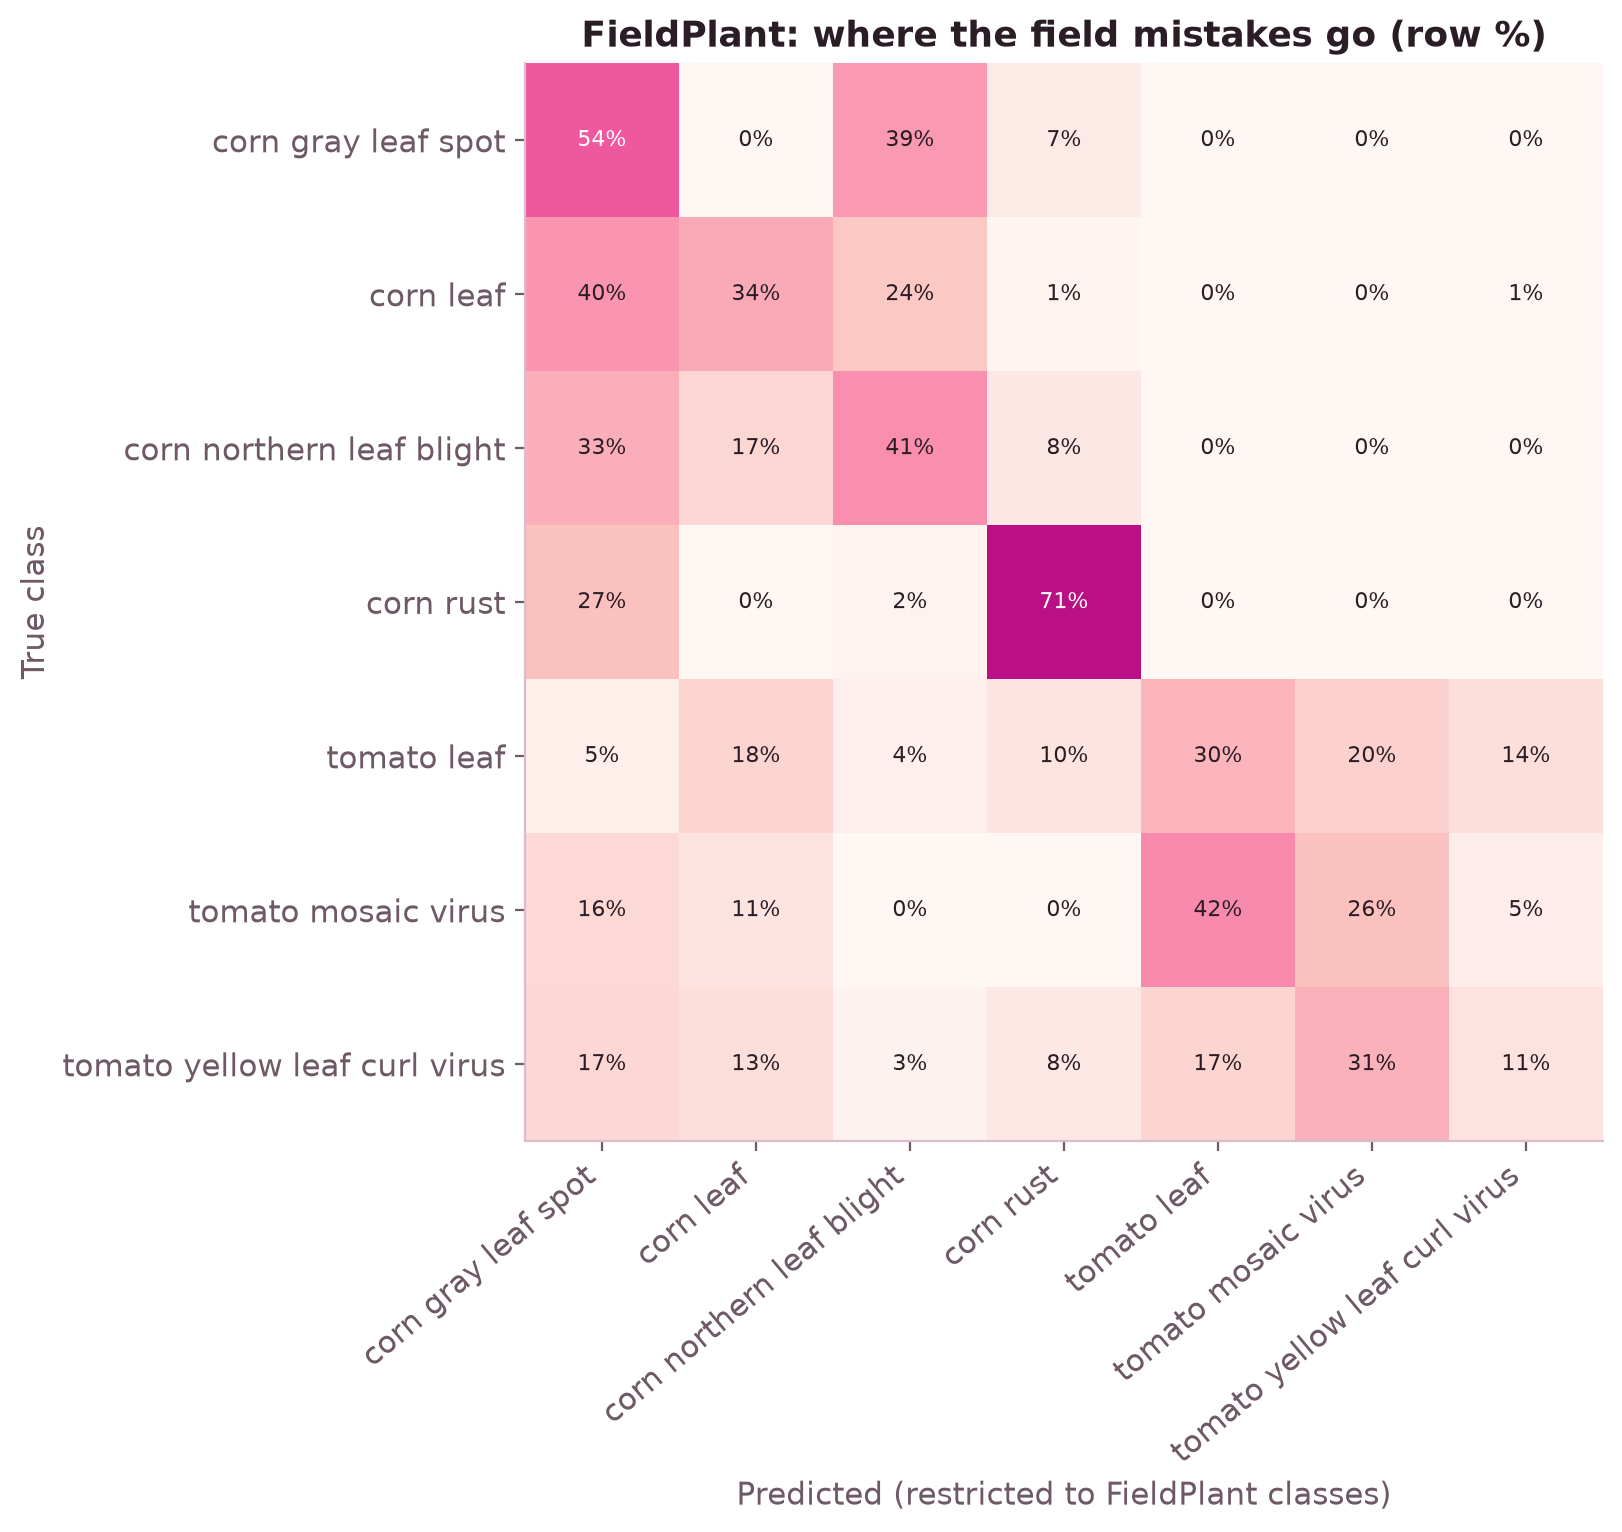 FieldPlant: where the field mistakes go (row %)
True class
corn gray leaf spot 54% 0% 39% 7% 0% 0% 0%
corn leaf 40% 34% 24% 1% 0% 0% 1%
corn northern leaf blight 33% 17% 41% 8% 0% 0% 0%
corn rust 27% 0% 2% 71% 0% 0% 0%
tomato leaf 5% 18% 4% 10% 30% 20% 14%
tomato mosaic virus 16% 11% 0% 0% 42% 26% 5%
tomato yellow leaf curl virus 17% 13% 3% 8% 17% 31% 11%
corn gray leaf spot
corn leaf
corn northern leaf blight
corn rust
tomato leaf
tomato mosaic virus
tomato yellow leaf curl virus
Predicted (restricted to FieldPlant classes)